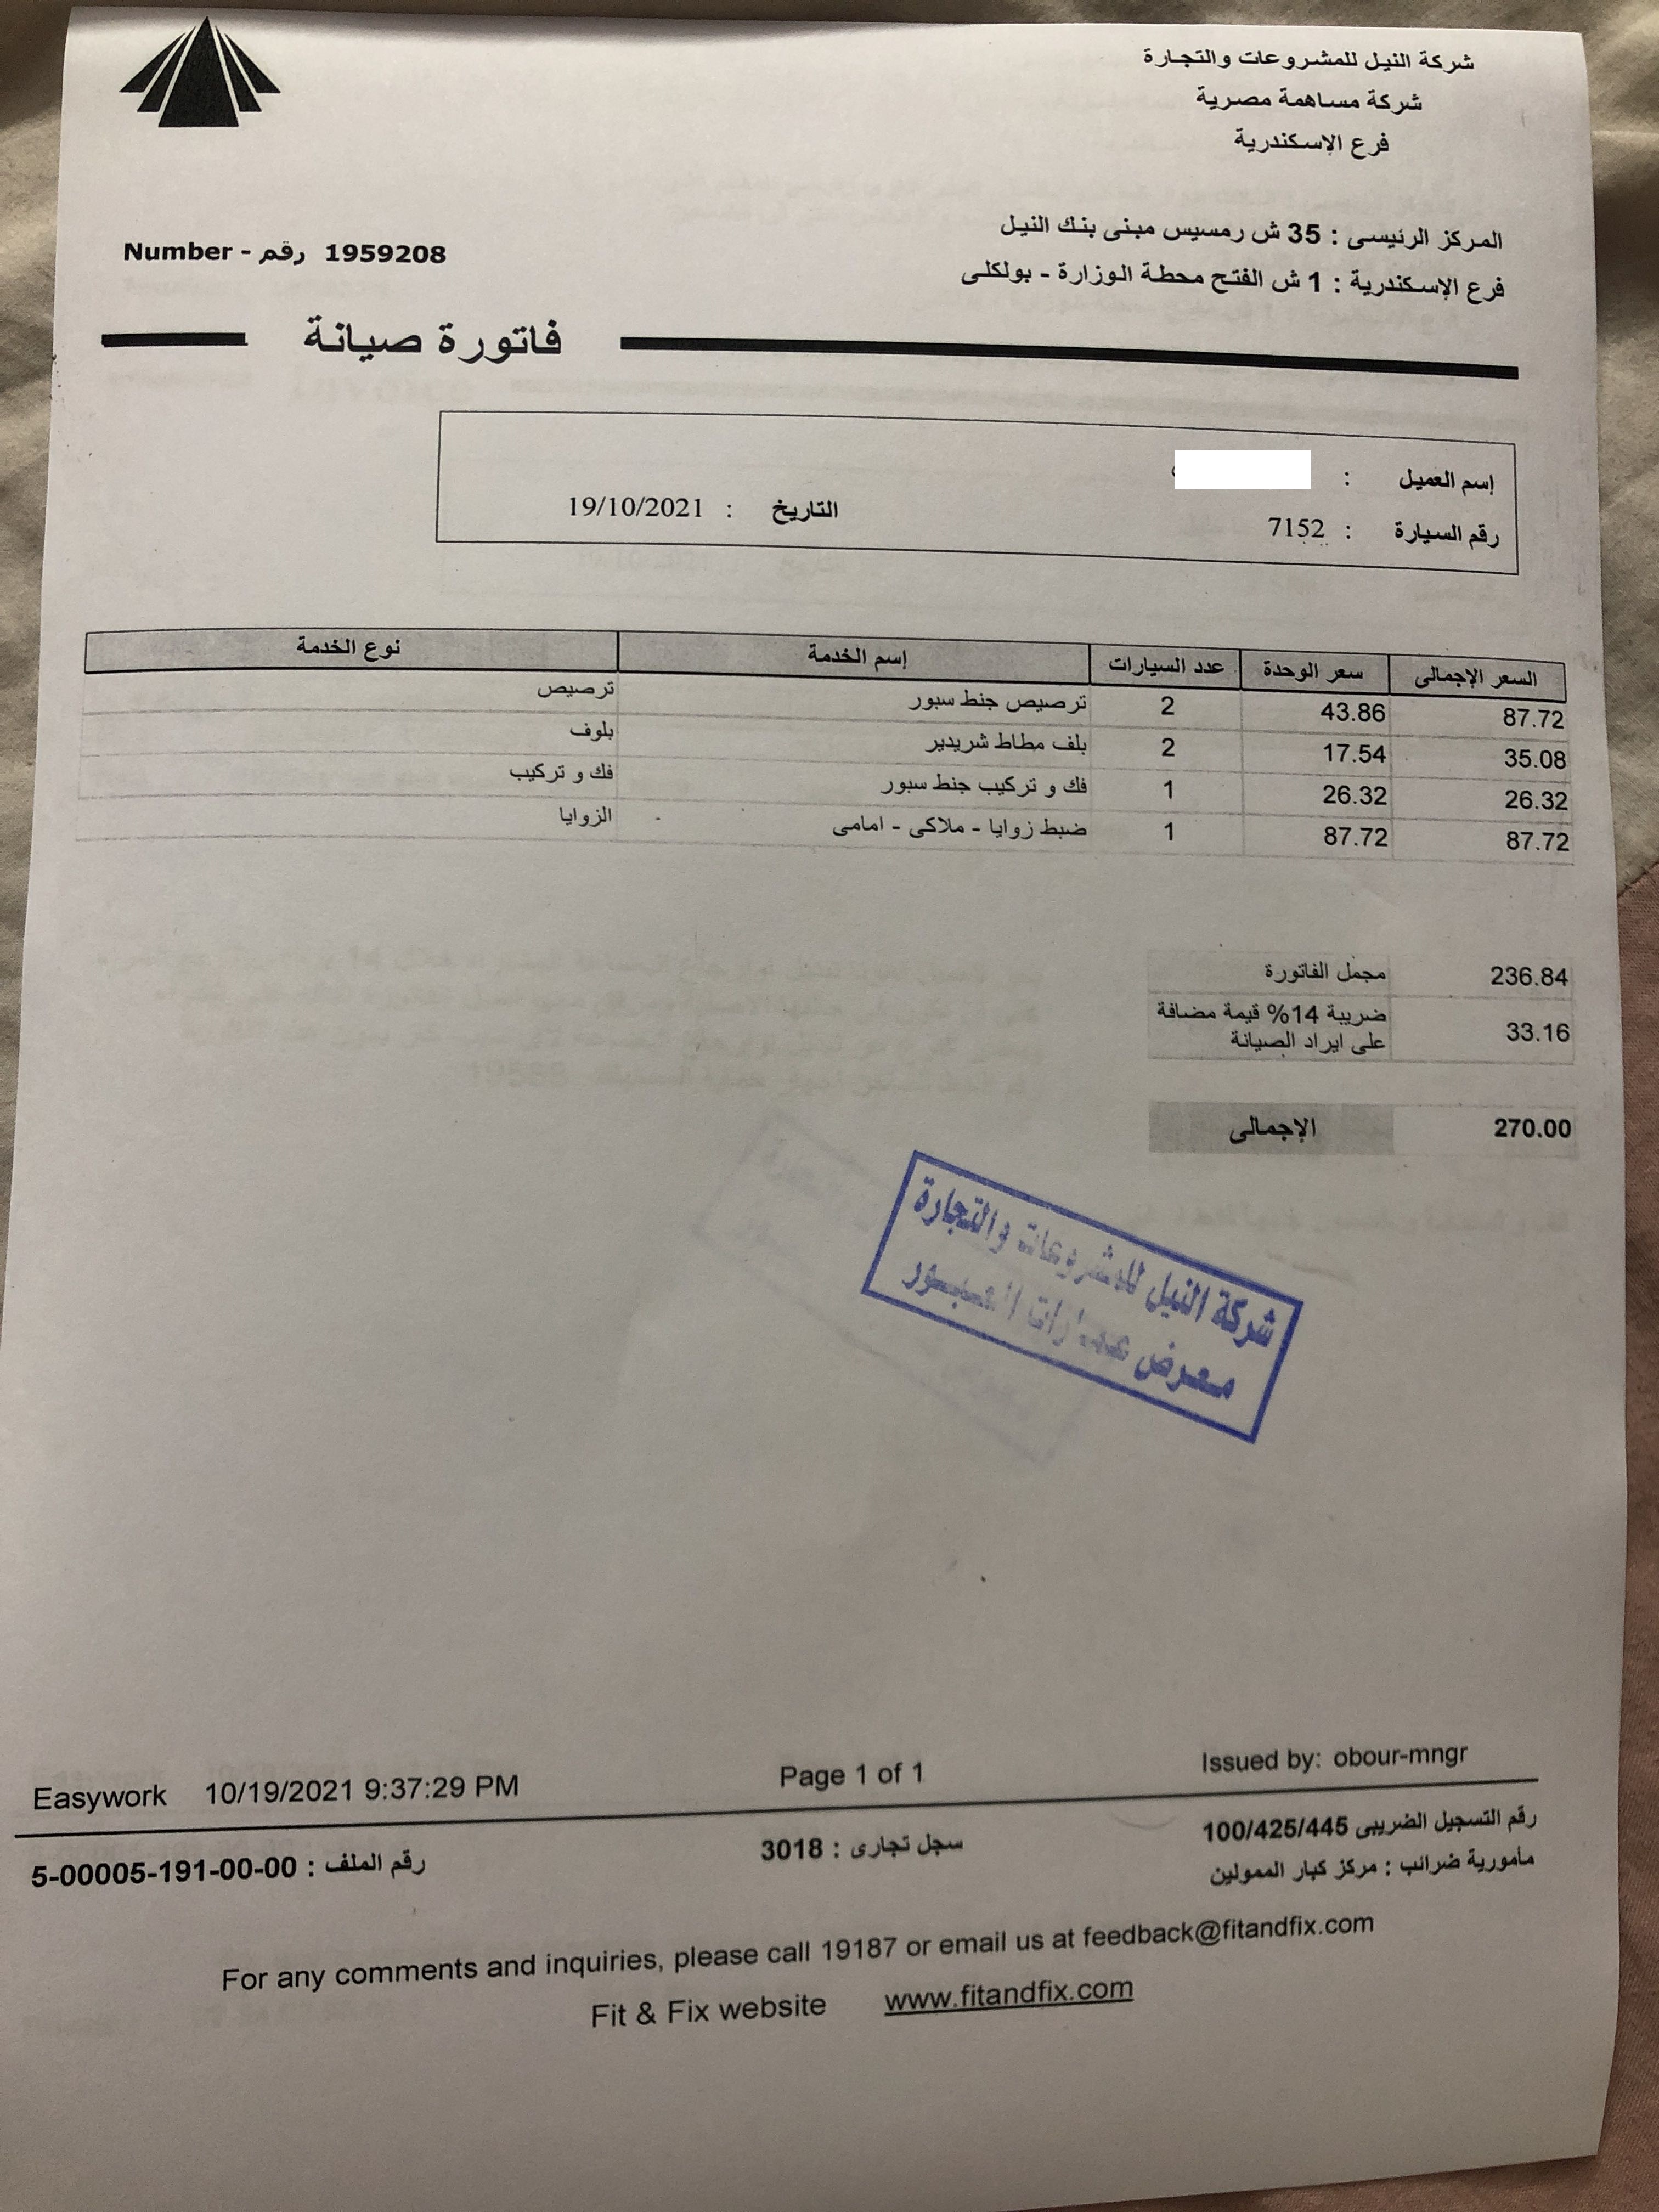 شركة النيل للمشروعات والتجارة
شركة مساهمة مصرية
فرع الإسكندرية
المركز الرئيسى : 35 ش رمسيس مبنى بنك النيل
فرع الإسكندرية : 1 ش الفتح محطة الوزارة - بولكلى
Number - رقم 1959208
فاتورة صيانة
إسم العميل :
رقم السيارة : 7152 التاريخ : 19/10/2021
السعر الإجمالى سعر الوحدة عدد السيارات إسم الخدمة نوع الخدمة
87.72 43.86 2 ترصيص جنط سبور ترصيص
35.08 17.54 2 بلف مطاط شريدير بلوف
26.32 26.32 1 فك و تركيب جنط سبور فك و تركيب
87.72 87.72 1 ضبط زوايا - ملاكى - امامى الزوايا
236.84 مجمل الفاتورة
33.16 ضريبة 14% قيمة مضافة
على ايراد الصيانة
270.00 الإجمالى
شركة النيل للمشروعات والتجارة
معرض عمارات العبور
Easywork 10/19/2021 9:37:29 PM Page 1 of 1 Issued by: obour-mngr
رقم التسجيل الضريبى 100/425/445 سجل تجارى : 3018 رقم الملف : 5-00005-191-00-00
مأمورية ضرائب : مركز كبار الممولين
For any comments and inquiries, please call 19187 or email us at feedback@fitandfix.com
Fit & Fix website www.fitandfix.com